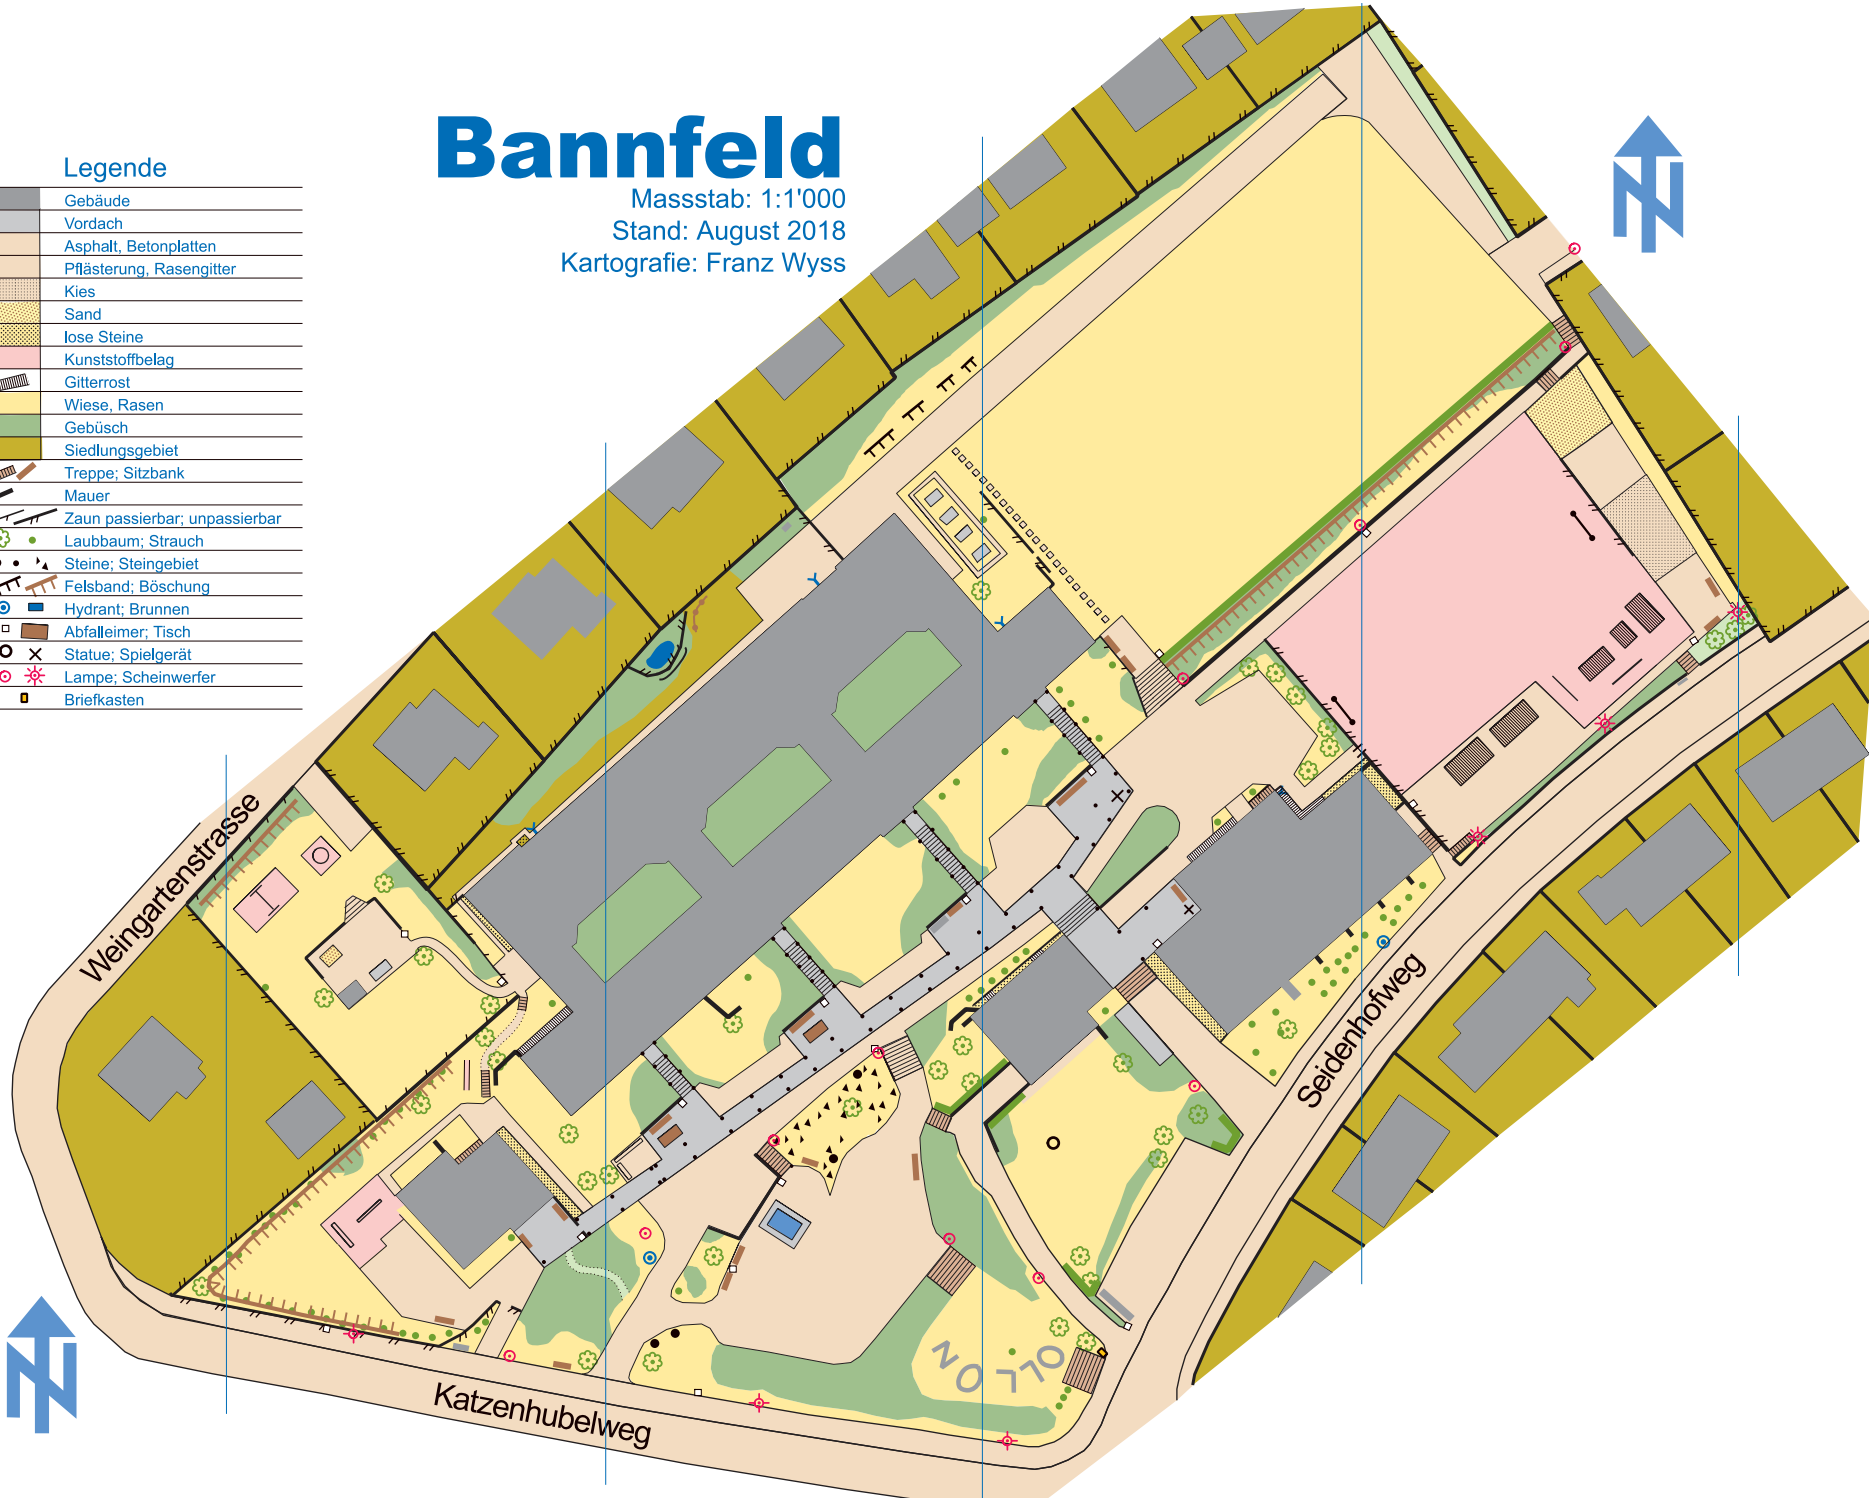 Bannfeld
Massstab: 1:1'000
Stand: August 2018
Kartografie: Franz Wyss
Legende
Gebäude
Vordach
Asphalt, Betonplatten
Pflästerung, Rasengitter
Kies
Sand
lose Steine
Kunststoffbelag
Gitterrost
Wiese, Rasen
Gebüsch
Siedlungsgebiet
Treppe; Sitzbank
Mauer
Zaun passierbar; unpassierbar
Laubbaum; Strauch
Steine; Steingebiet
Felsband; Böschung
Hydrant; Brunnen
Abfalleimer; Tisch
Statue; Spielgerät
Lampe; Scheinwerfer
Briefkasten
Weingartenstrasse
Seidenhofweg
Katzenhubelweg
N
N